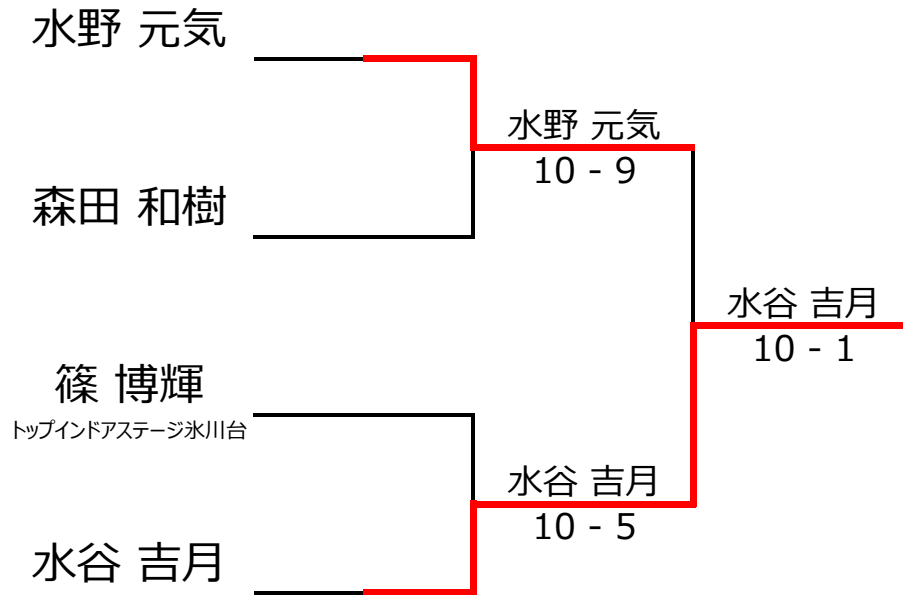 水野 元気
水野 元気
10 - 9
森田 和樹
水谷 吉月
10 - 1
篠 博輝
トップインドアステージ氷川台
水谷 吉月
10 - 5
水谷 吉月